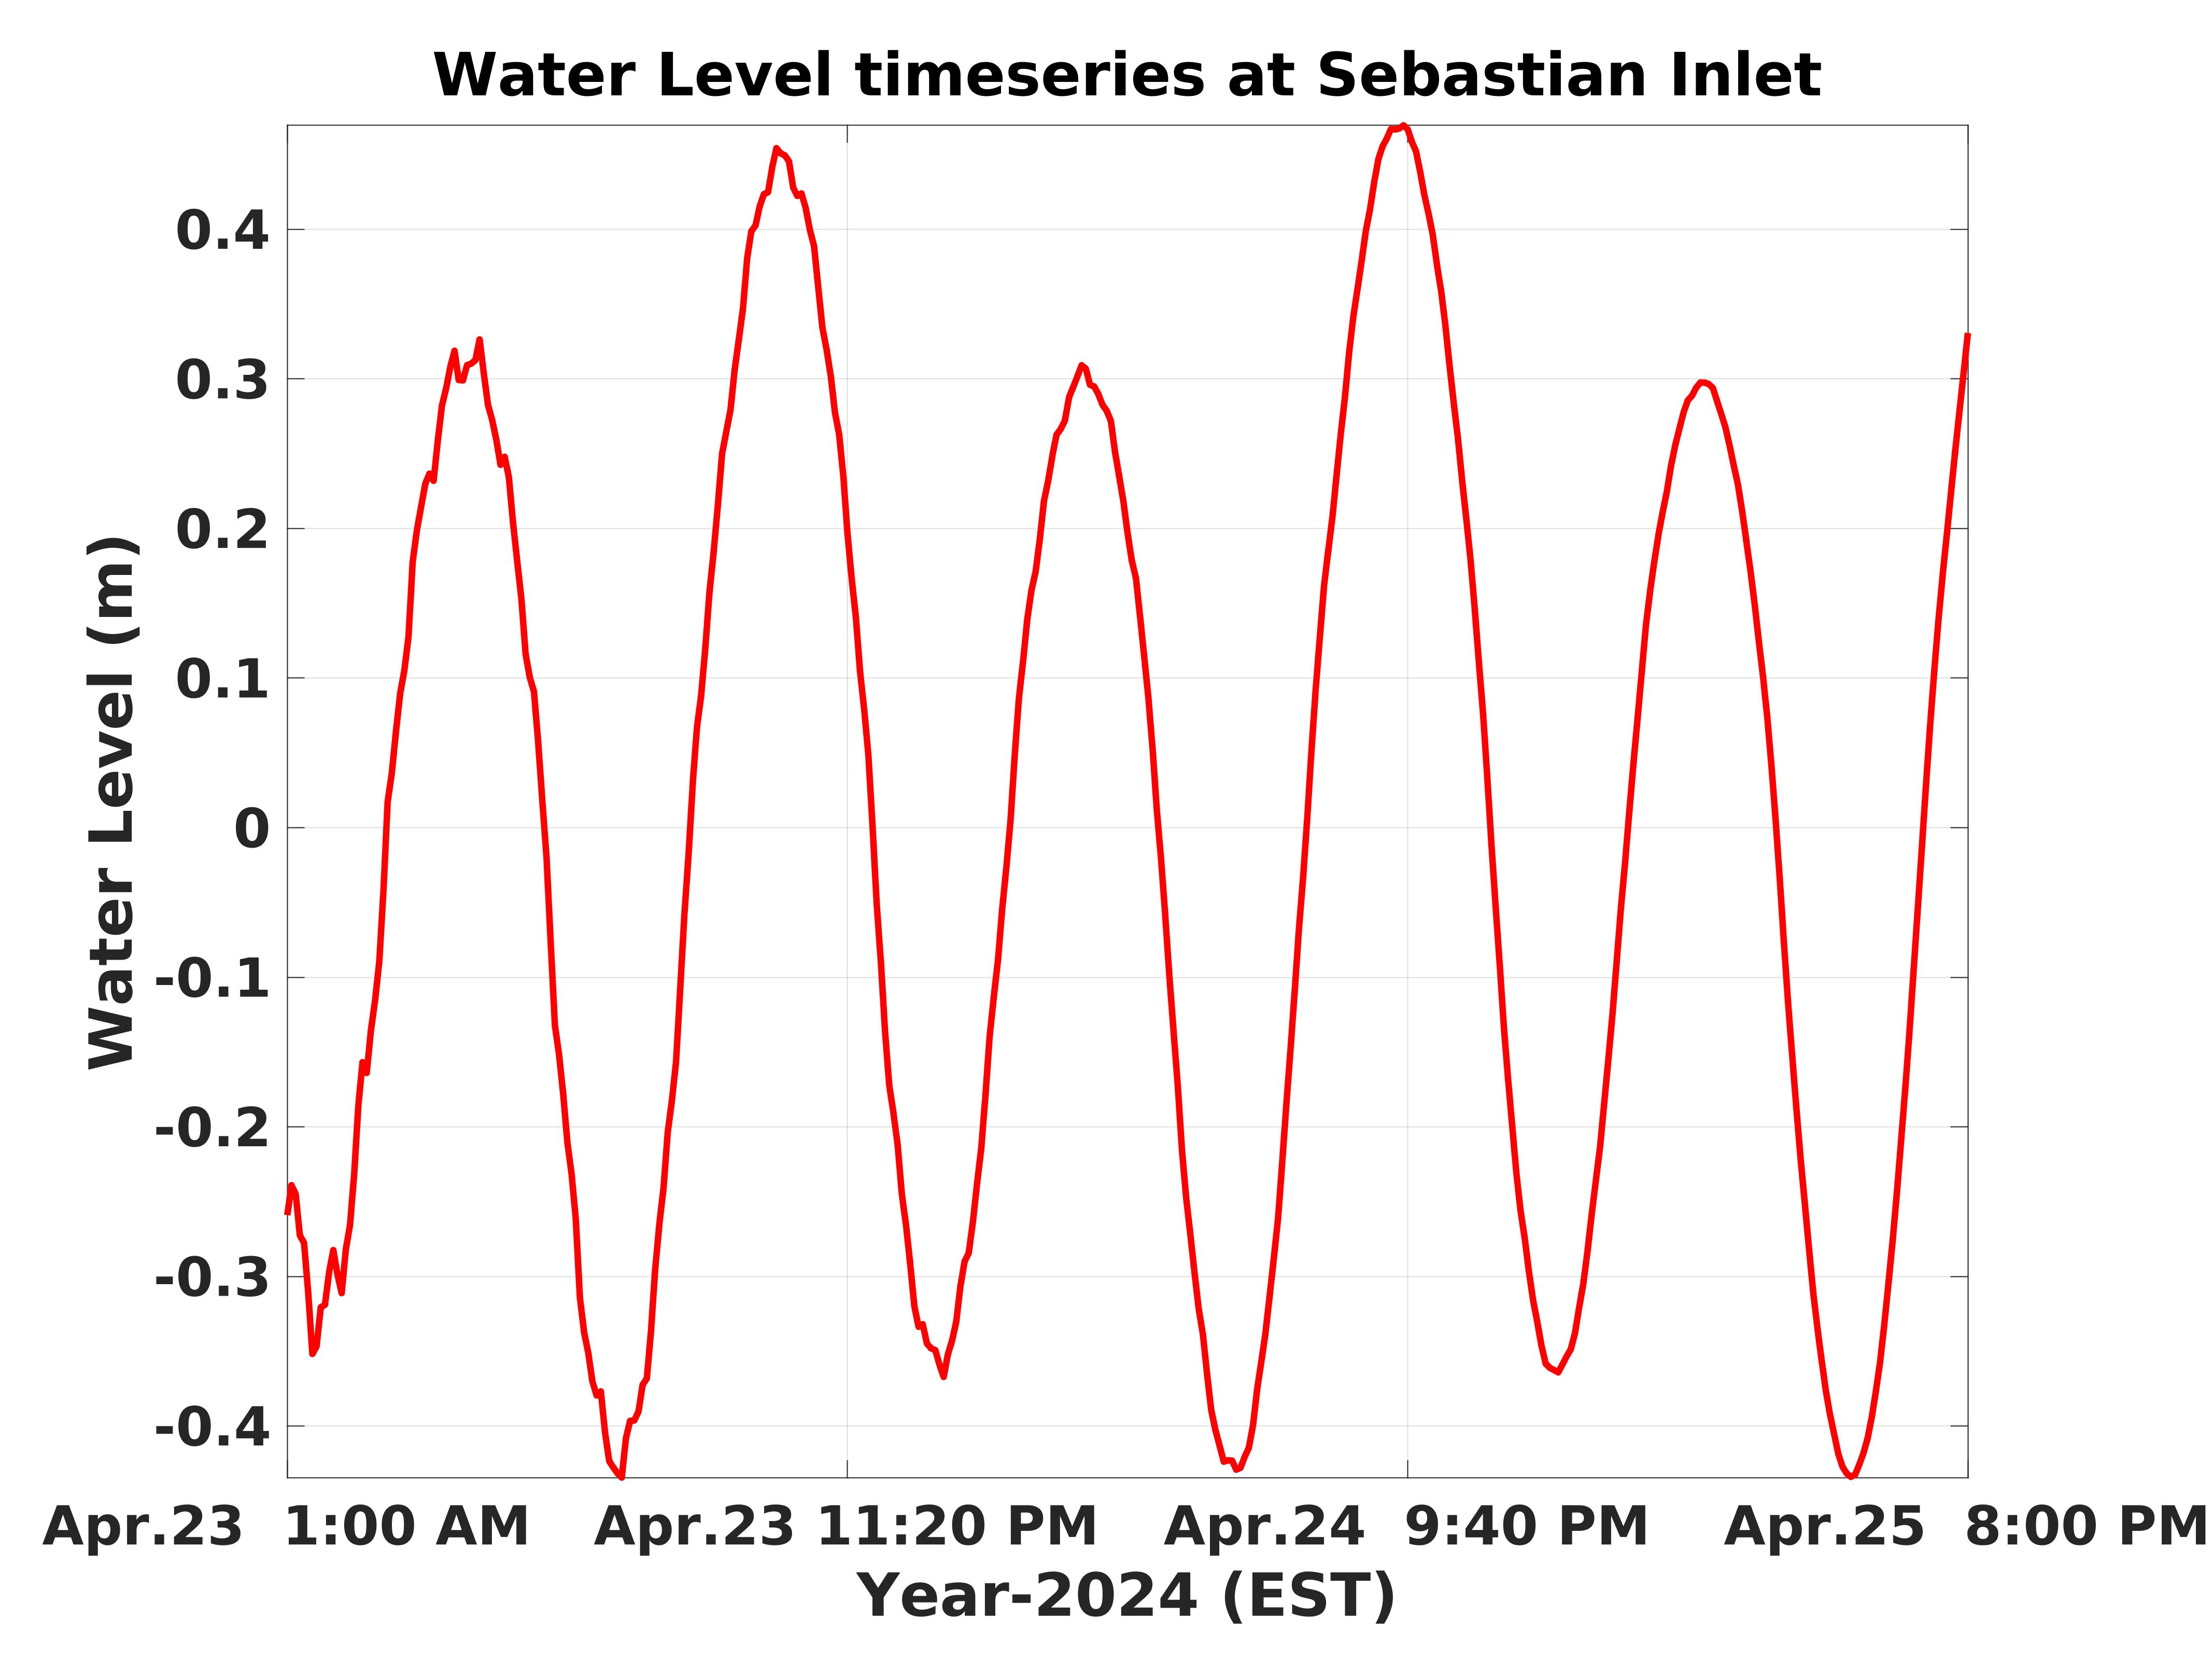 Water Level timeseries at Sebastian Inlet
Water Level (m)
0.4
0.3
0.2
0.1
0
-0.1
-0.2
-0.3
-0.4
Apr.23 1:00 AM Apr.23 11:20 PM Apr.24 9:40 PM Apr.25 8:00 PM
Year-2024 (EST)